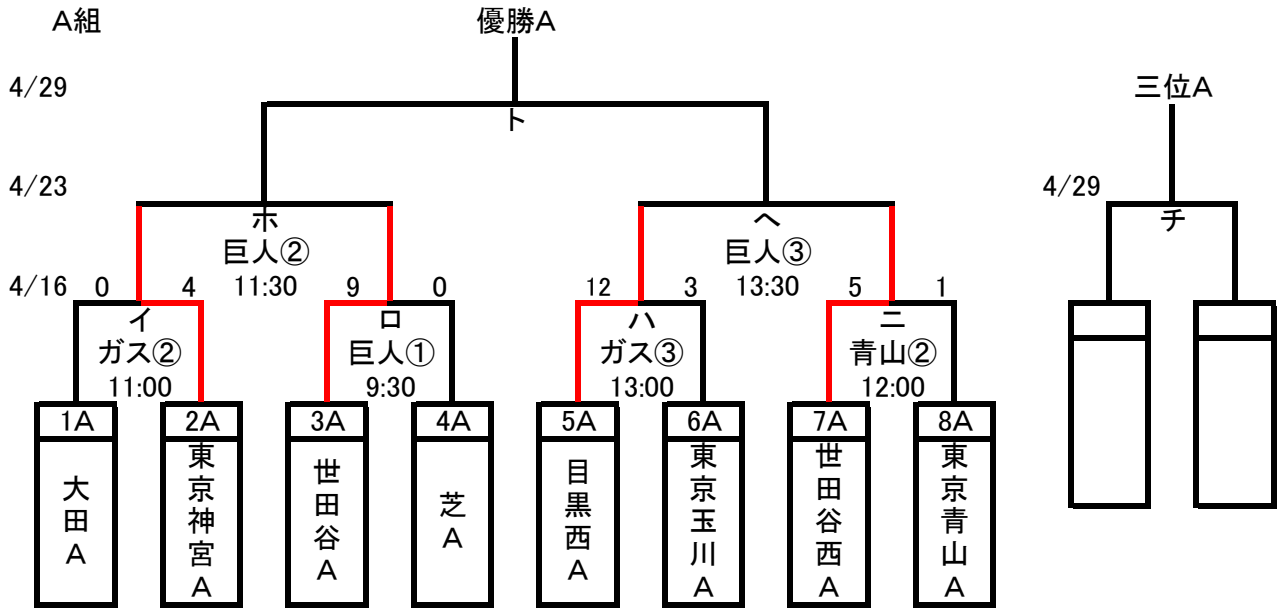 A組
優勝A
4/29
三位A
ト
4/23
4/29
ホ
ヘ
チ
巨人②
巨人③
4/16
0
4
11:30
9
0
12
3
13:30
5
1
イ
ロ
ハ
ニ
ガス②
巨人①
ガス③
青山②
11:00
9:30
13:00
12:00
1A
2A
3A
4A
5A
6A
7A
8A
大田A
東京神宮A
世田谷A
芝A
目黒西A
東京玉川A
世田谷西A
東京青山A